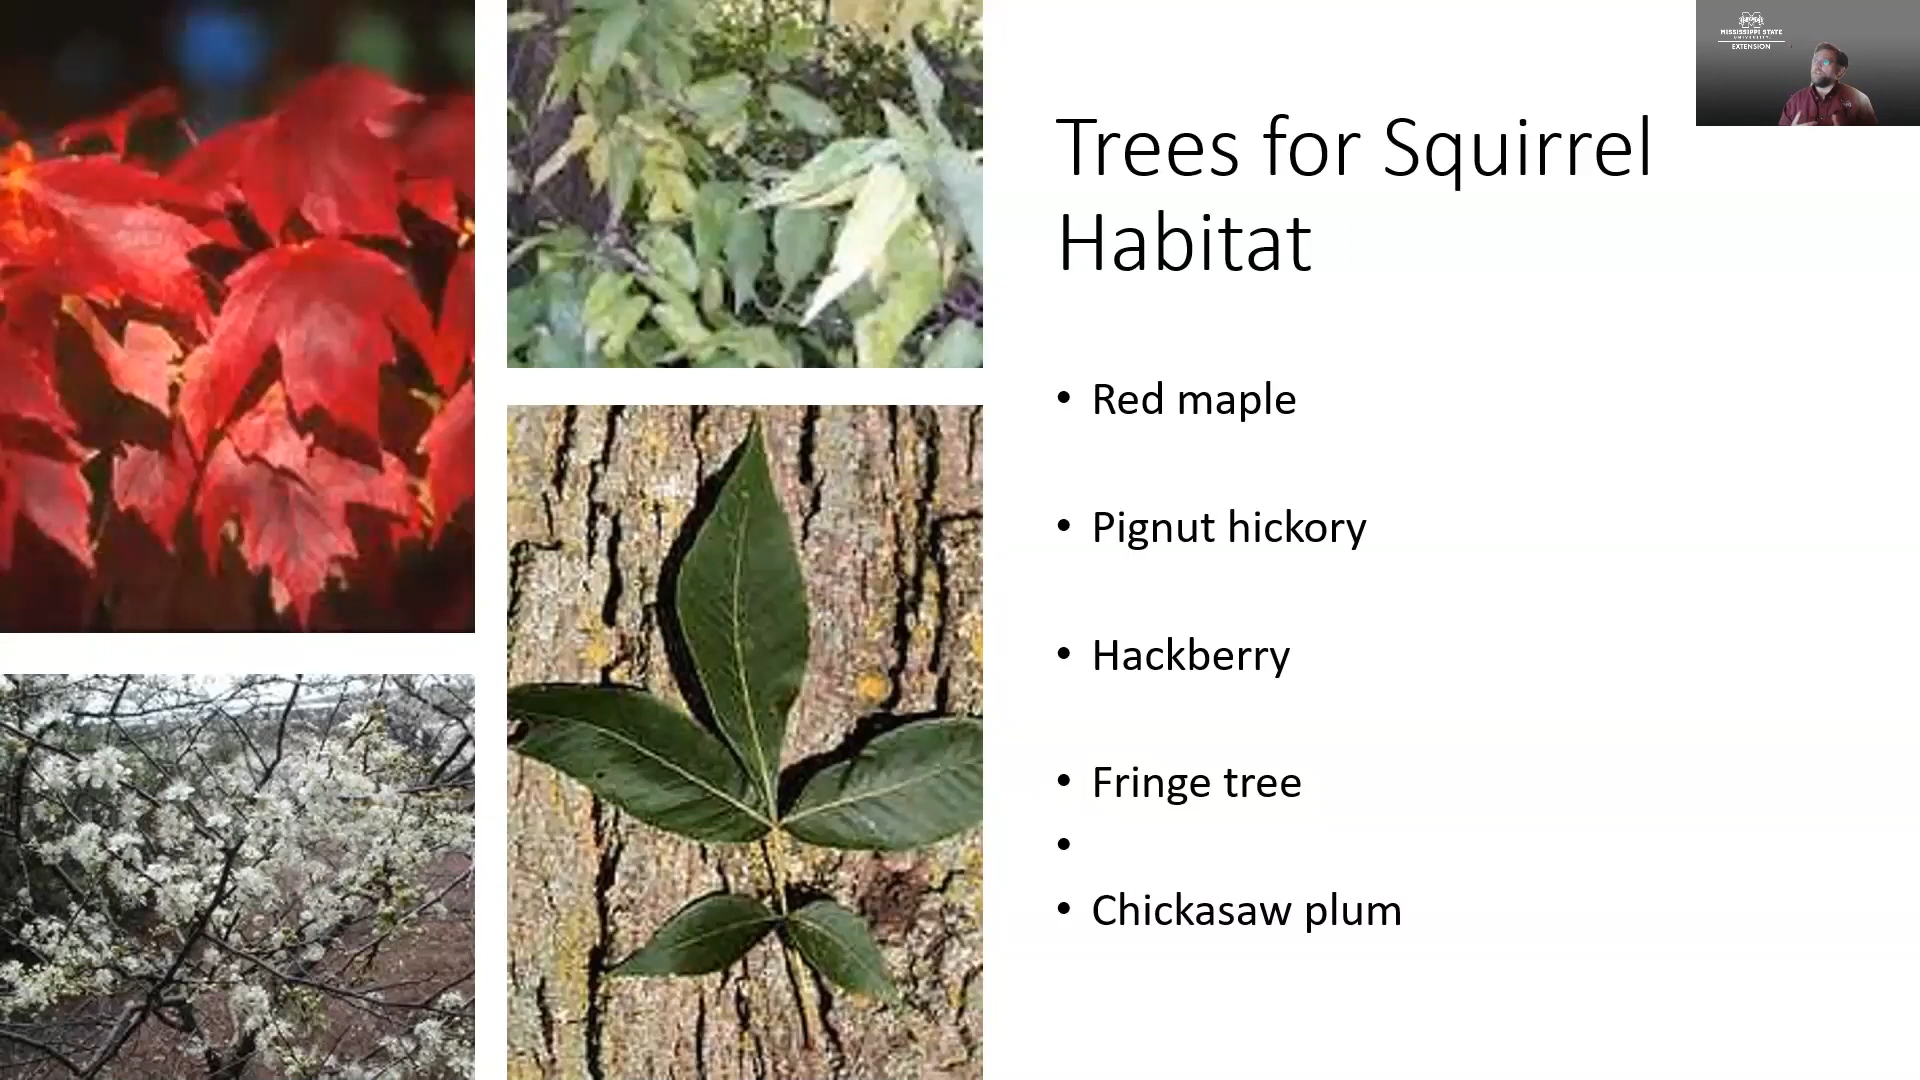 MISSISSIPPI STATE
UNIVERSITY
EXTENSION
Trees for Squirrel
Habitat
• Red maple
• Pignut hickory
• Hackberry
• Fringe tree
•
• Chickasaw plum